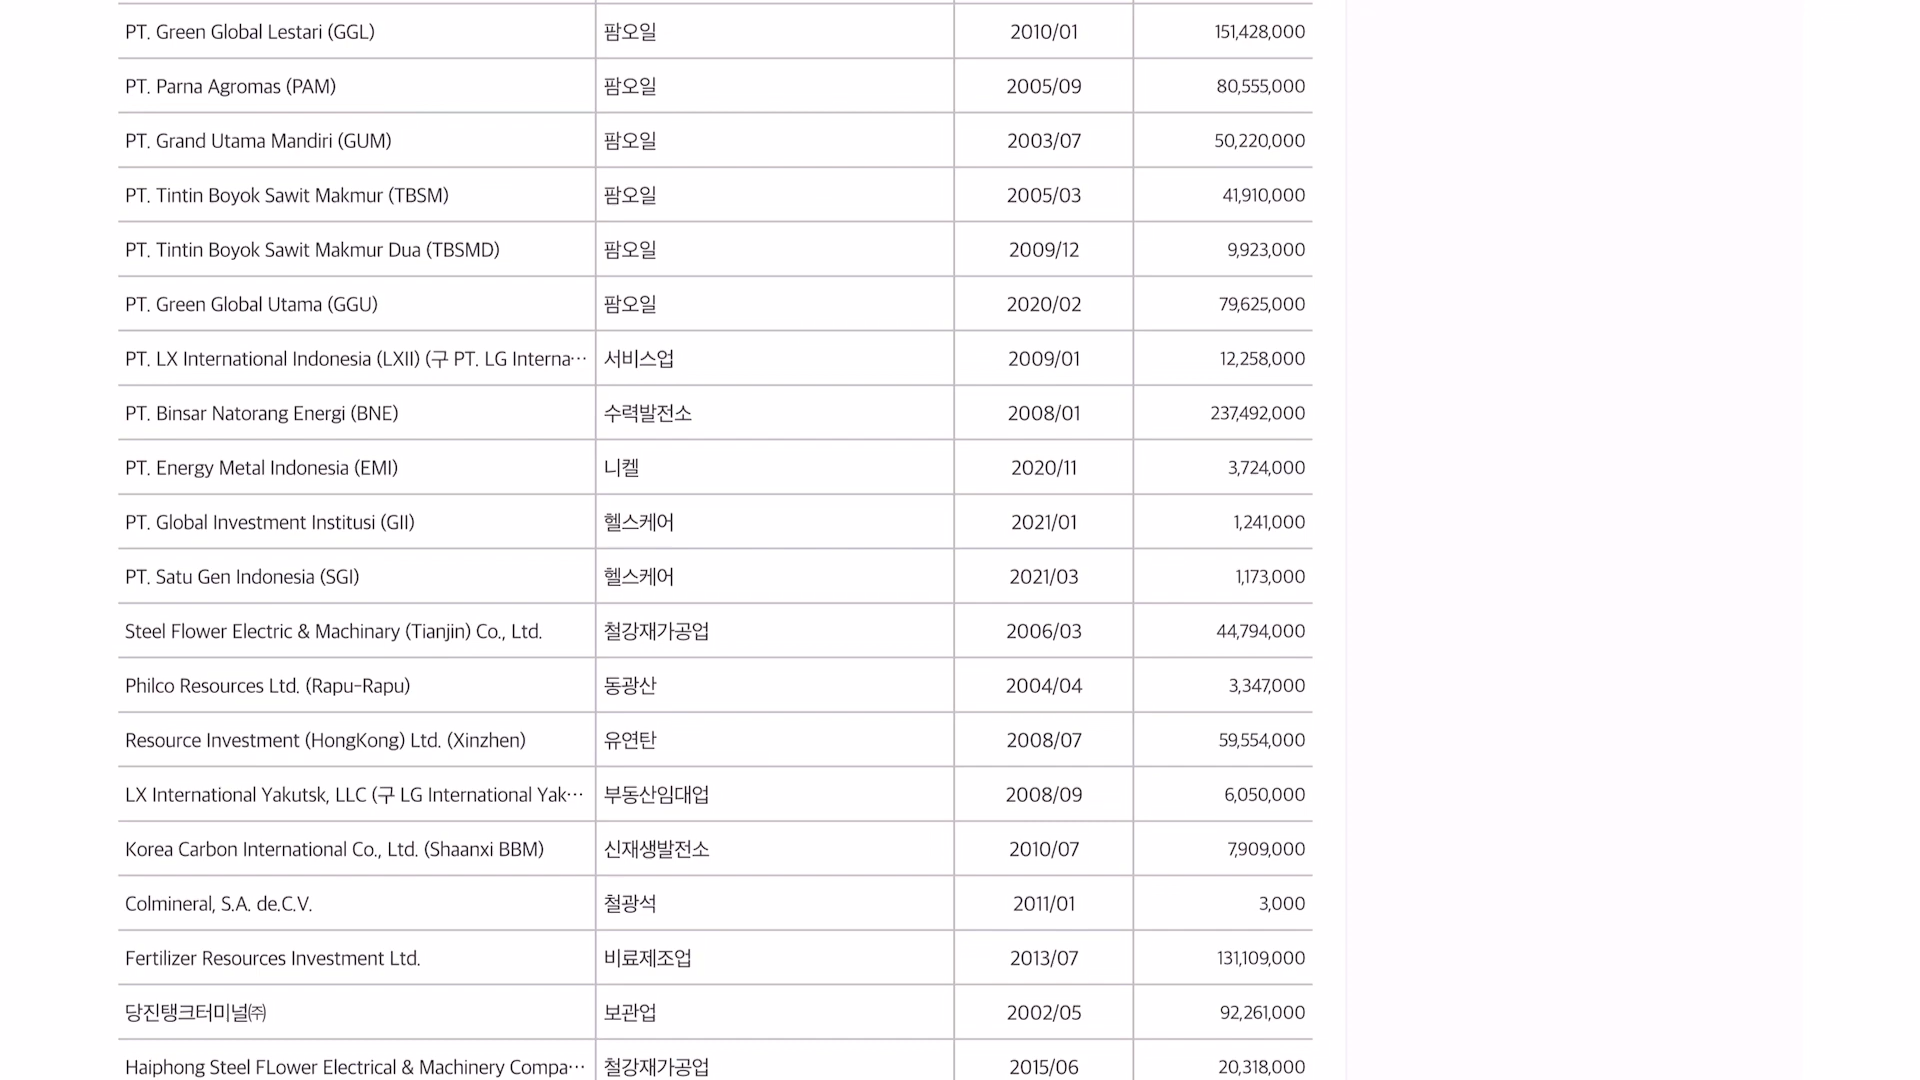 PT. Green Global Lestari (GGL) 팜오일 2010/01 151,428,000
PT. Parna Agromas (PAM) 팜오일 2005/09 80,555,000
PT. Grand Utama Mandiri (GUM) 팜오일 2003/07 50,220,000
PT. Tintin Boyok Sawit Makmur (TBSM) 팜오일 2005/03 41,910,000
PT. Tintin Boyok Sawit Makmur Dua (TBSMD) 팜오일 2009/12 9,923,000
PT. Green Global Utama (GGU) 팜오일 2020/02 79,625,000
PT. LX International Indonesia (LXII) (구 PT. LG Interna⋯ 서비스업 2009/01 12,258,000
PT. Binsar Natorang Energi (BNE) 수력발전소 2008/01 237,492,000
PT. Energy Metal Indonesia (EMI) 니켈 2020/11 3,724,000
PT. Global Investment Institusi (GII) 헬스케어 2021/01 1,241,000
PT. Satu Gen Indonesia (SGI) 헬스케어 2021/03 1,173,000
Steel Flower Electric & Machinary (Tianjin) Co., Ltd. 철강재가공업 2006/03 44,794,000
Philco Resources Ltd. (Rapu-Rapu) 동광산 2004/04 3,347,000
Resource Investment (HongKong) Ltd. (Xinzhen) 유연탄 2008/07 59,554,000
LX International Yakutsk, LLC (구 LG International Yak⋯ 부동산임대업 2008/09 6,050,000
Korea Carbon International Co., Ltd. (Shaanxi BBM) 신재생발전소 2010/07 7,909,000
Colmineral, S.A. de.C.V. 철광석 2011/01 3,000
Fertilizer Resources Investment Ltd. 비료제조업 2013/07 131,109,000
당진탱크터미널㈜ 보관업 2002/05 92,261,000
Haiphong Steel FLower Electrical & Machinery Compa⋯ 철강재가공업 2015/06 20,318,000